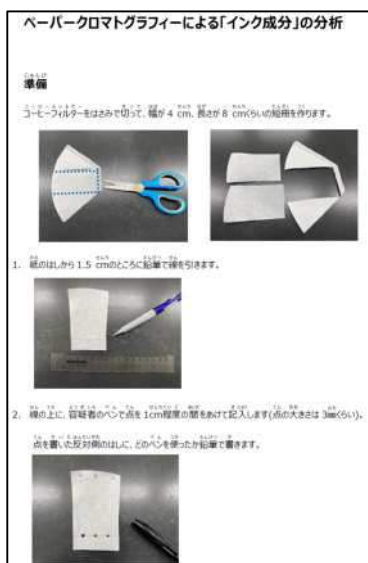 ペーパークロマトグラフィーによる「インク成分」の分析
準備
コーヒーフィルターをはさみで切って、幅が 4 cm、長さが 8 cmくらいの短冊を作ります。
1. 紙のはしから 1.5 cmのところに鉛筆で線を引きます。
2. 線の上に、容疑者のペンで点を 1cm程度の間をあけて記入します(点の大きさは 3㎜くらい)。
点を書いた反対側のはしに、どのペンを使ったか鉛筆で書きます。